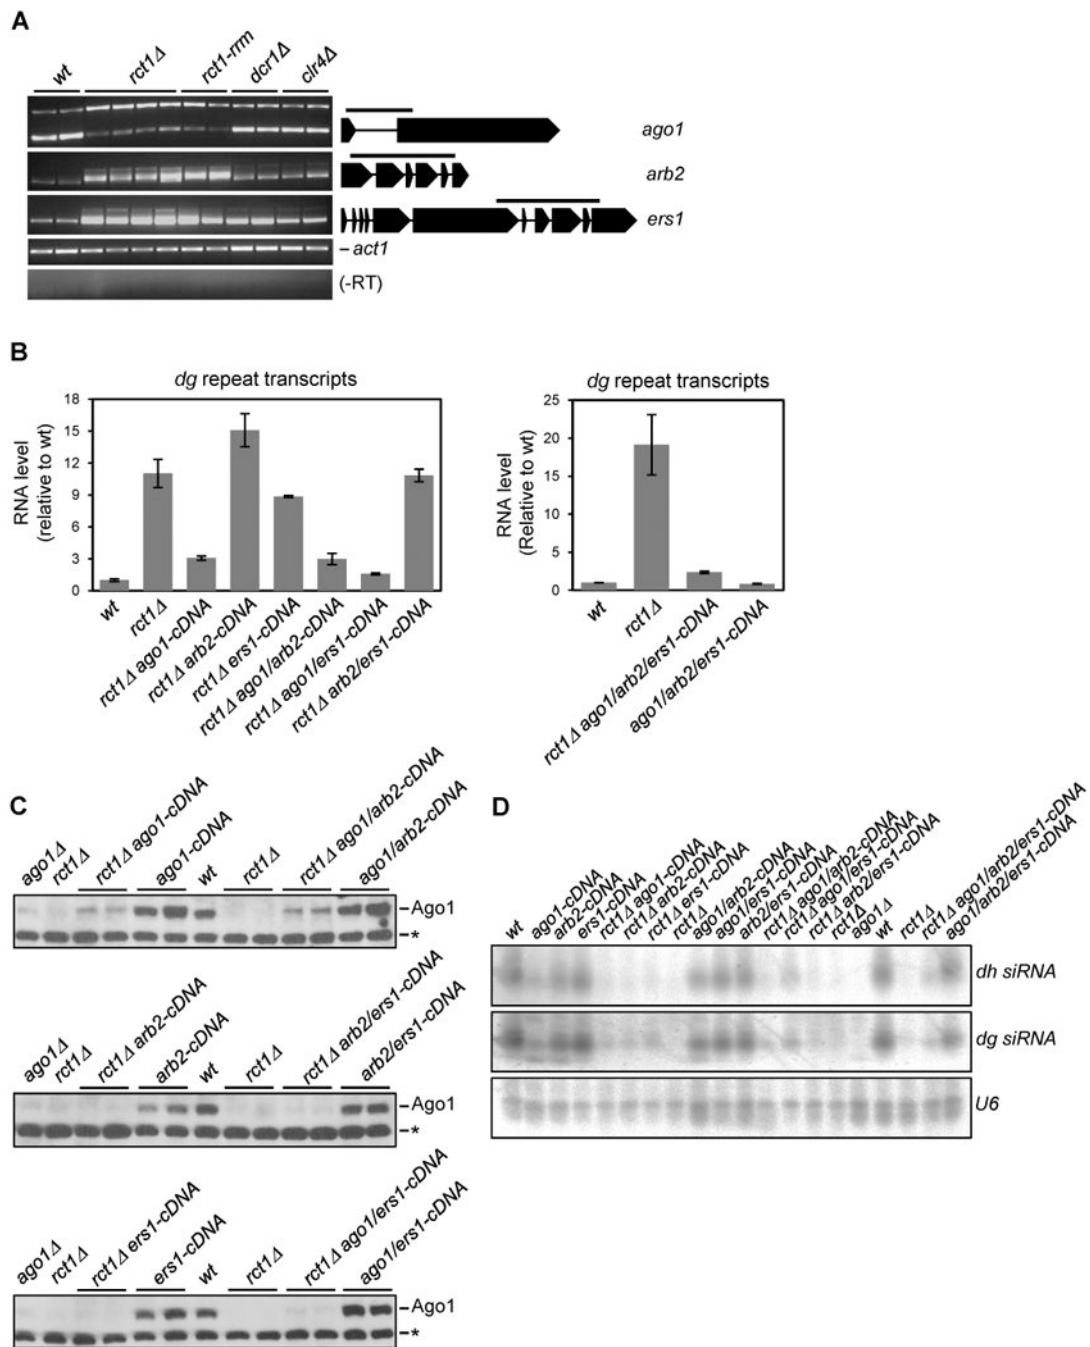 A
wt rct1Δ rct1-rrm dcr1Δ clr4Δ
ago1
arb2
ers1
– act1
(-RT)
B
dg repeat transcripts
RNA level
(relative to wt)
18
15
12
9
6
3
0
wt
rct1Δ
rct1Δ ago1-cDNA
rct1Δ arb2-cDNA
rct1Δ ers1-cDNA
rct1Δ ago1/arb2-cDNA
rct1Δ ago1/ers1-cDNA
rct1Δ arb2/ers1-cDNA
dg repeat transcripts
RNA level
(Relative to wt)
25
20
15
10
5
0
wt
rct1Δ
rct1Δ ago1/arb2/ers1-cDNA
ago1/arb2/ers1-cDNA
C
ago1Δ
rct1Δ
rct1Δ ago1-cDNA
ago1-cDNA
wt
rct1Δ
rct1Δ ago1/arb2-cDNA
ago1/arb2-cDNA
–Ago1
–*
ago1Δ
rct1Δ
rct1Δ arb2-cDNA
arb2-cDNA
wt
rct1Δ
rct1Δ arb2/ers1-cDNA
arb2/ers1-cDNA
–Ago1
–*
ago1Δ
rct1Δ
rct1Δ ers1-cDNA
ers1-cDNA
wt
rct1Δ
rct1Δ ago1/ers1-cDNA
ago1/ers1-cDNA
–Ago1
–*
D
wt
ago1-cDNA
arb2-cDNA
ers1-cDNA
rct1Δ ago1-cDNA
rct1Δ arb2-cDNA
rct1Δ ers1-cDNA
rct1Δ
ago1/arb2-cDNA
ago1/ers1-cDNA
arb2/ers1-cDNA
rct1Δ ago1/arb2-cDNA
rct1Δ ago1/ers1-cDNA
rct1Δ arb2/ers1-cDNA
rct1Δ
ago1Δ
wt
rct1Δ
rct1Δ ago1/arb2/ers1-cDNA
ago1/arb2/ers1-cDNA
dh siRNA
dg siRNA
U6